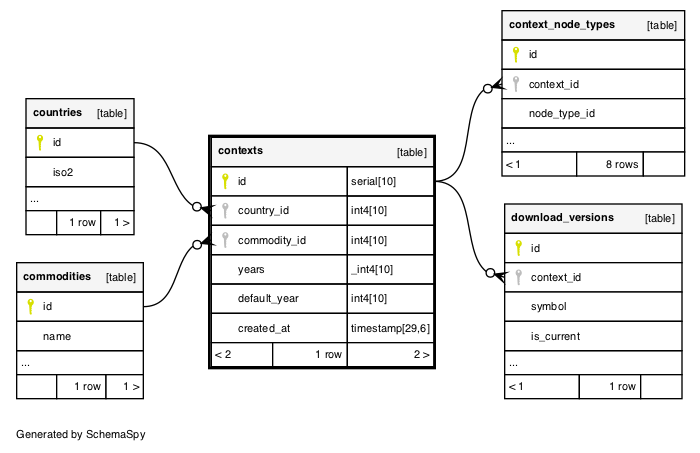 context_node_types [table]
id
context_id
node_type_id
...
< 1 8 rows
countries [table]
id
iso2
...
1 row 1 >
contexts [table]
id serial[10]
country_id int4[10]
commodity_id int4[10]
years _int4[10]
default_year int4[10]
created_at timestamp[29,6]
< 2 1 row 2 >
commodities [table]
id
name
...
1 row 1 >
download_versions [table]
id
context_id
symbol
is_current
...
< 1 1 row
Generated by SchemaSpy